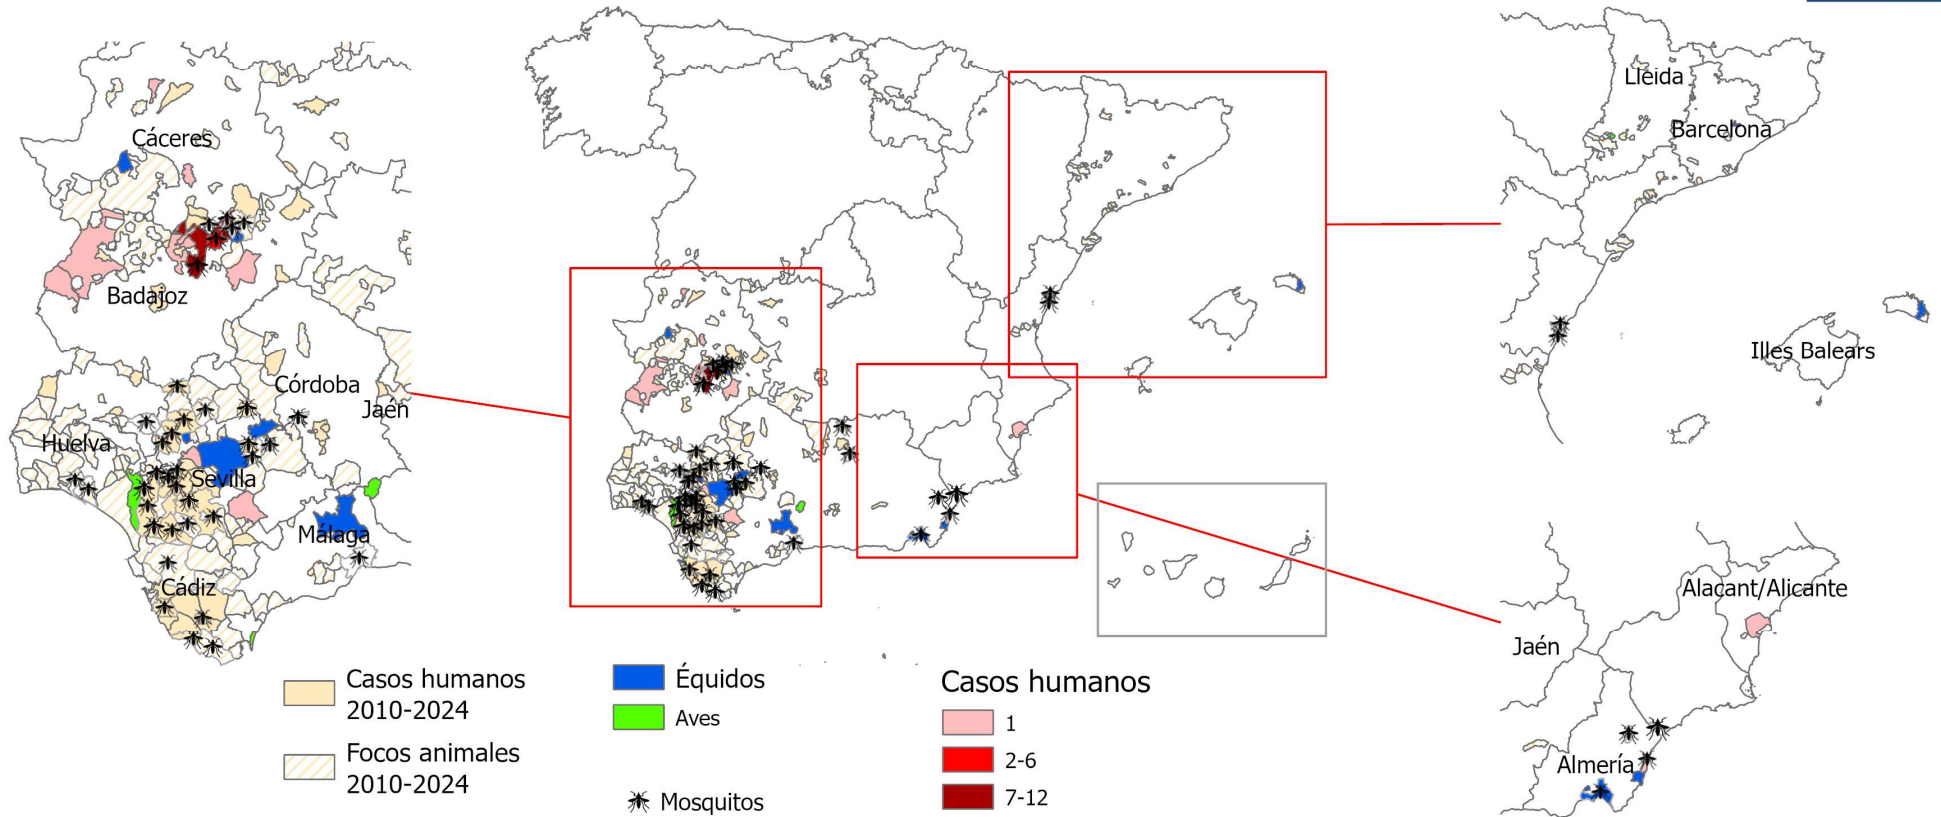 Cáceres
Badajoz
Córdoba
Jaén
Huelva
Sevilla
Málaga
Cádiz
Lleida
Barcelona
Illes Balears
Alacant/Alicante
Jaén
Almería
Casos humanos
2010-2024
Focos animales
2010-2024
Équidos
Aves
Mosquitos
Casos humanos
1
2-6
7-12